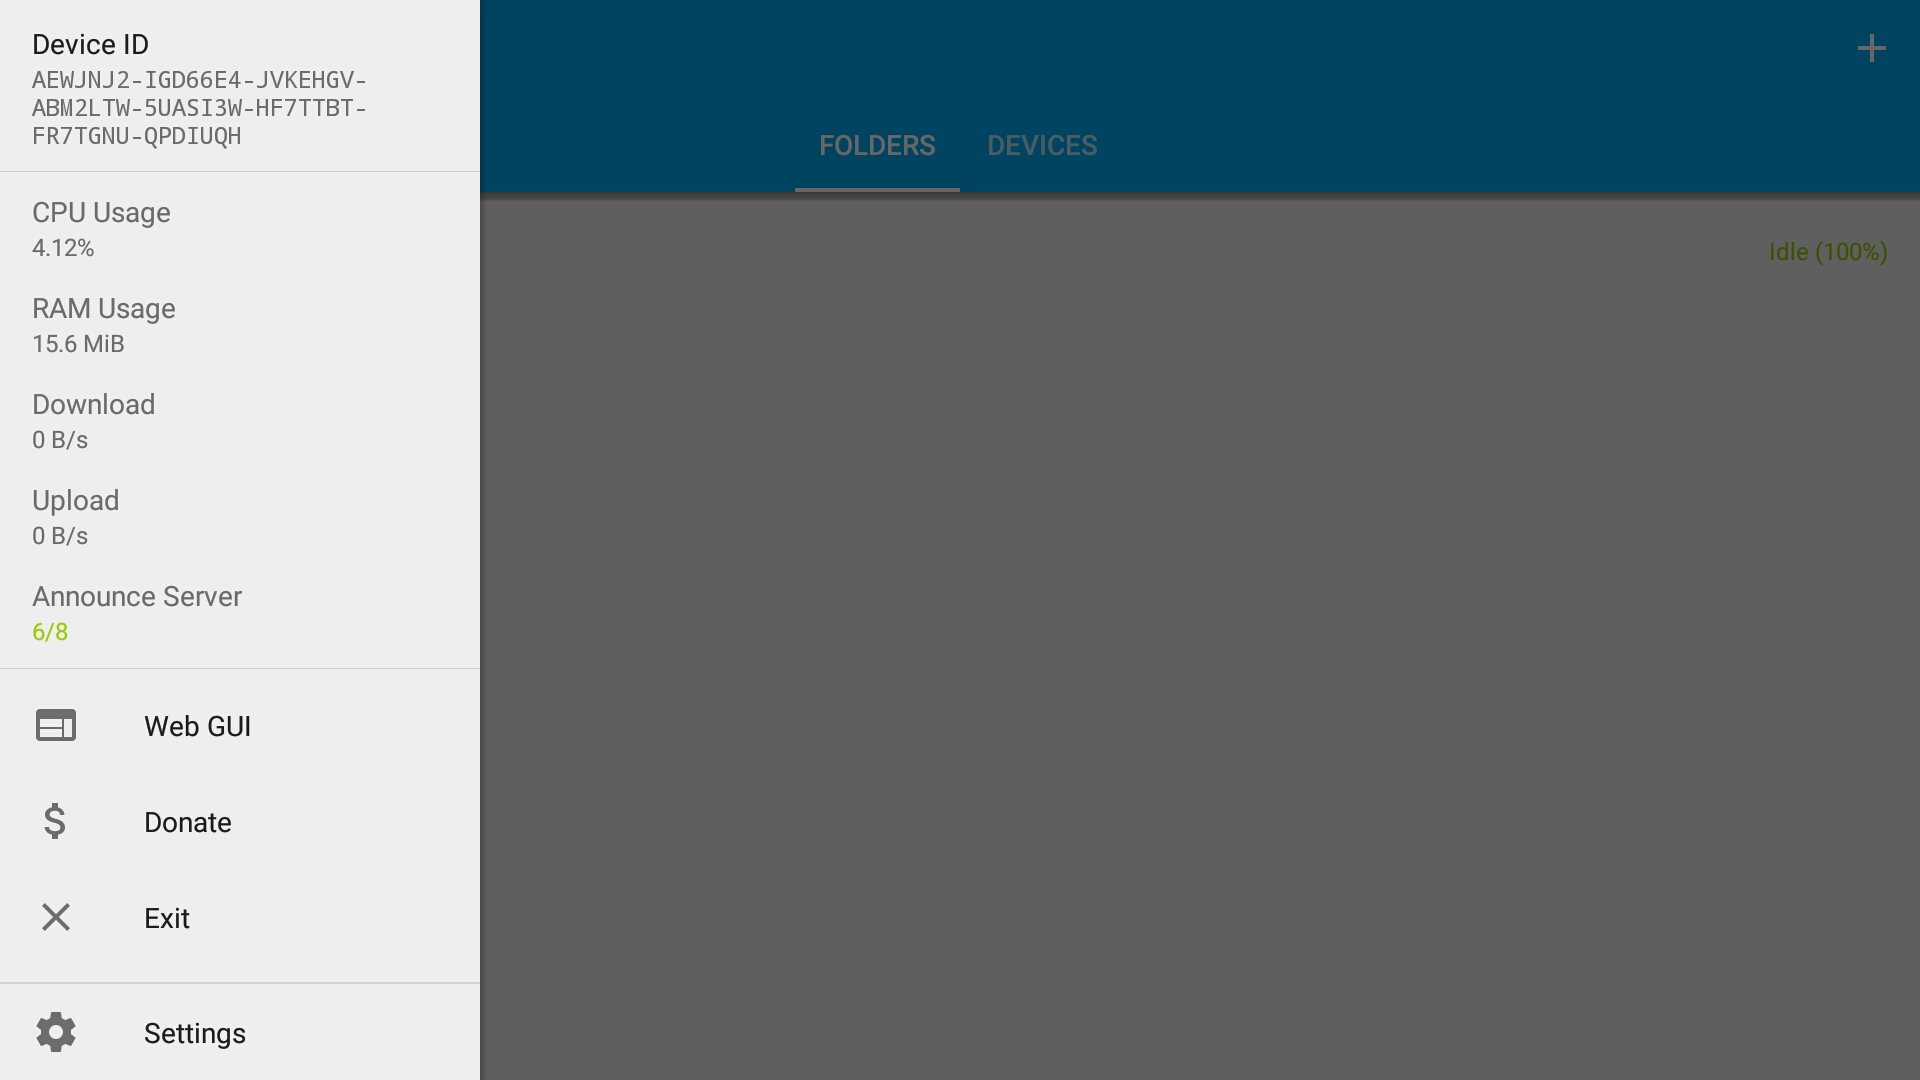 Device ID
AEWJNJ2-IGD66E4-JVKEHGV-
ABM2LTW-5UASI3W-HF7TTBT-
FR7TGNU-QPDIUQH
CPU Usage
4.12%
RAM Usage
15.6 MiB
Download
0 B/s
Upload
0 B/s
Announce Server
6/8
Web GUI
Donate
Exit
Settings
FOLDERS
DEVICES
Idle (100%)